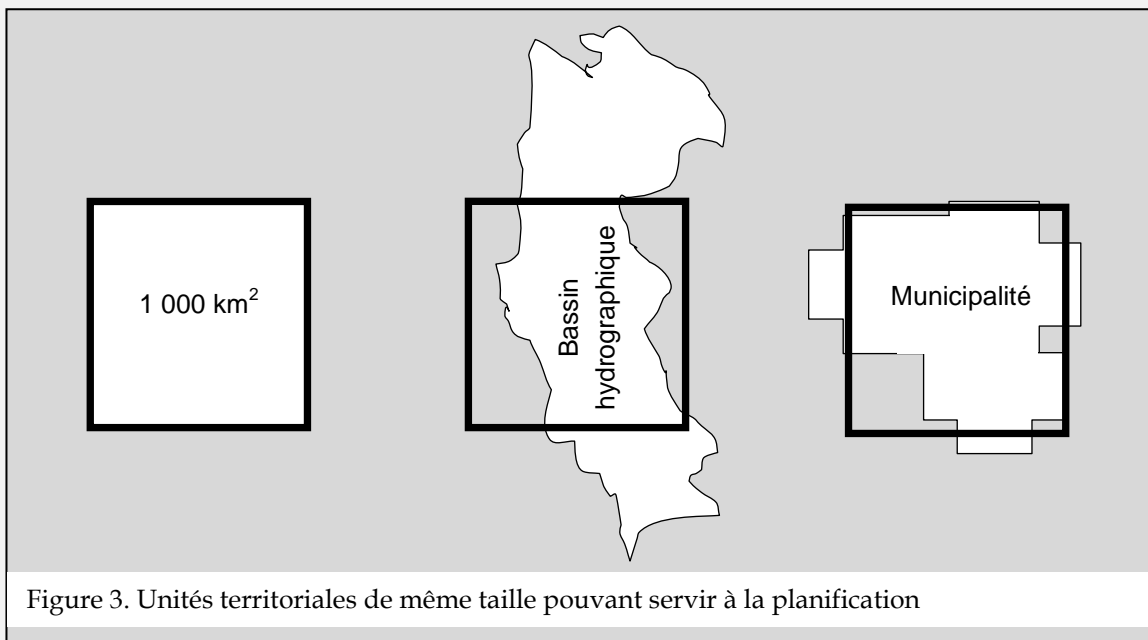 1 000 km²
Bassin
hydrographique
Municipalité
Figure 3. Unités territoriales de même taille pouvant servir à la planification